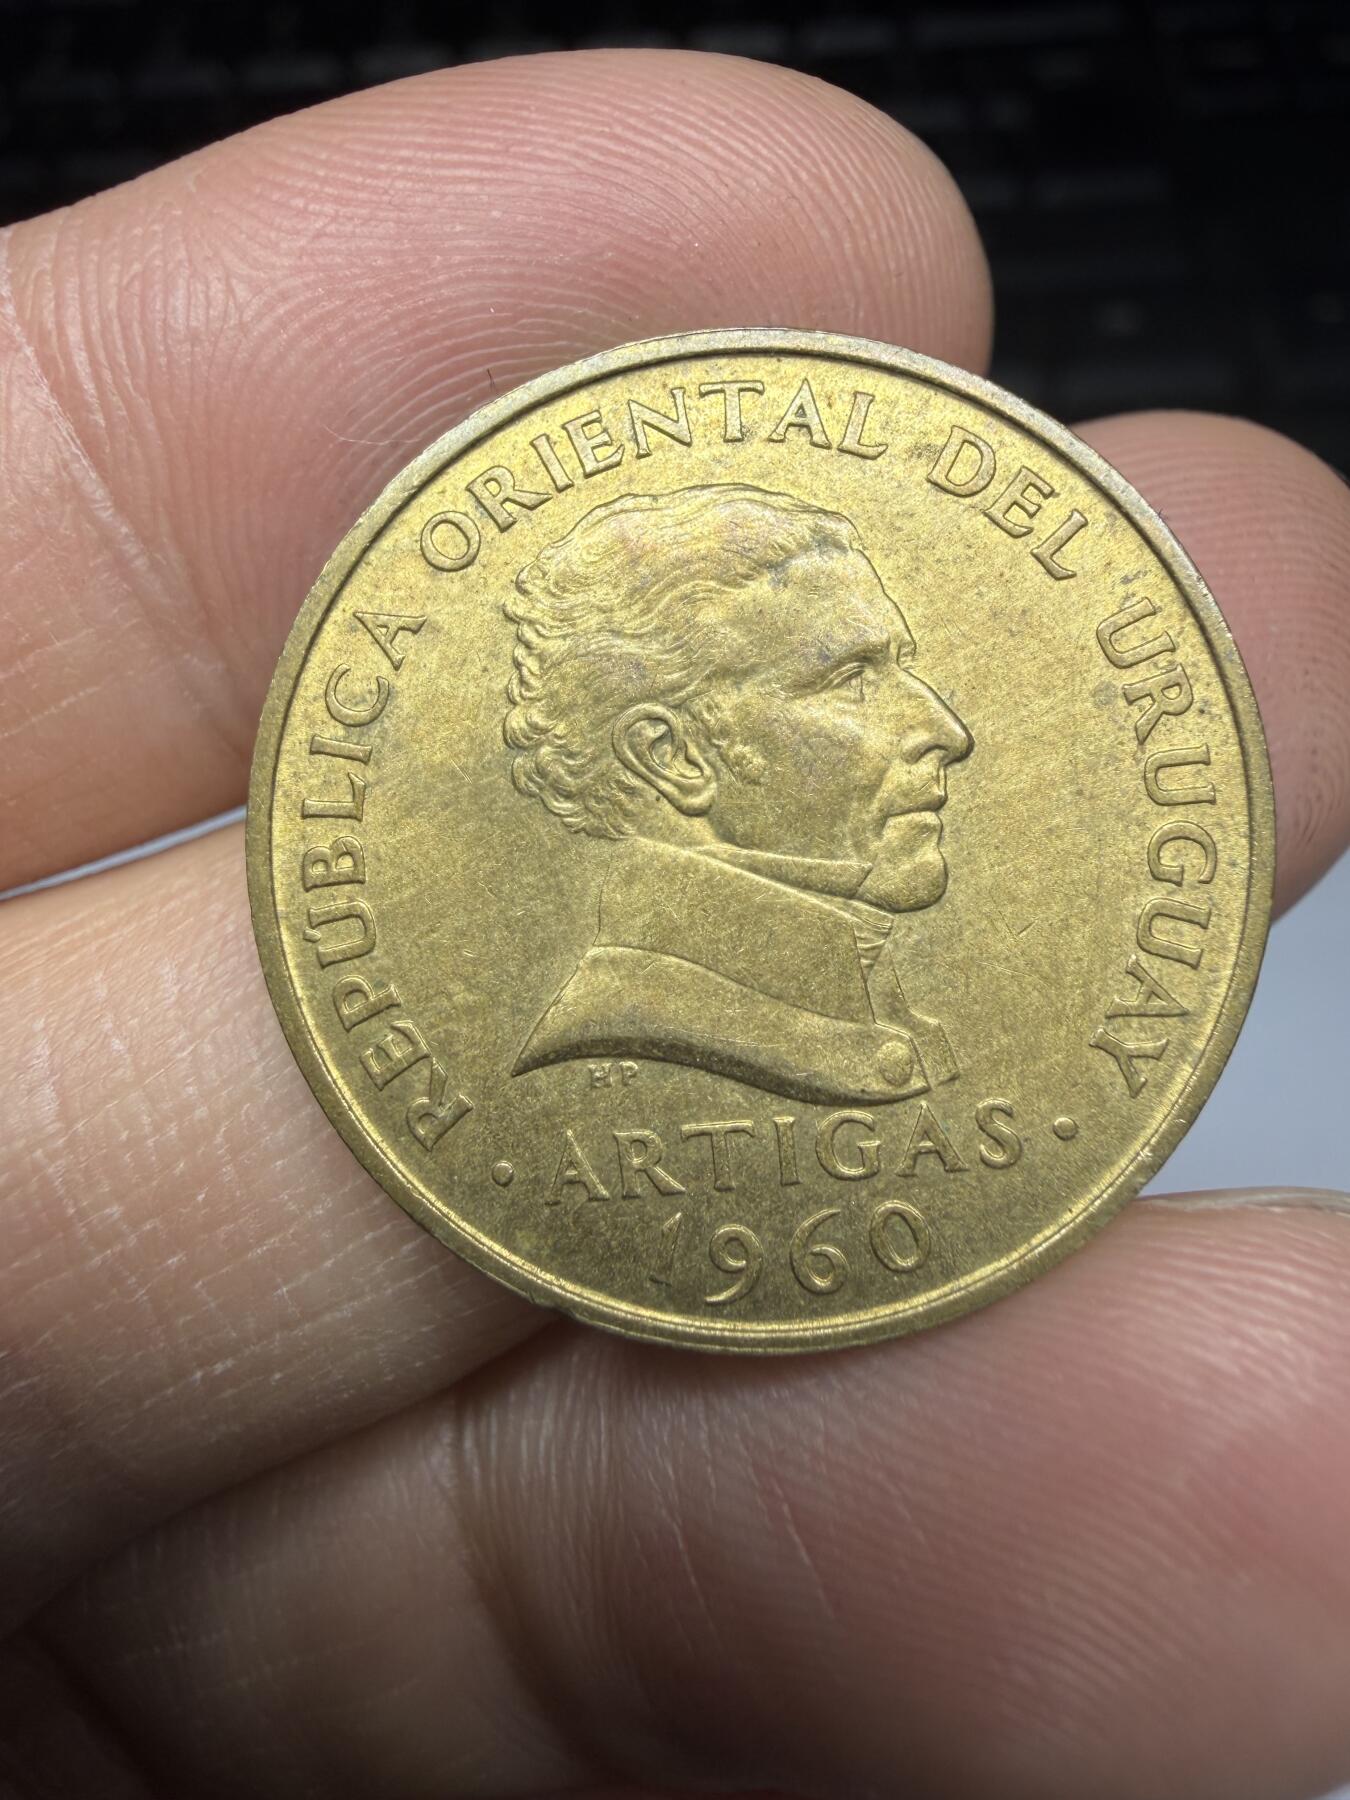 REPÚBLICA ORIENTAL DEL URUGUAY
HP
· ARTIGAS ·
1960